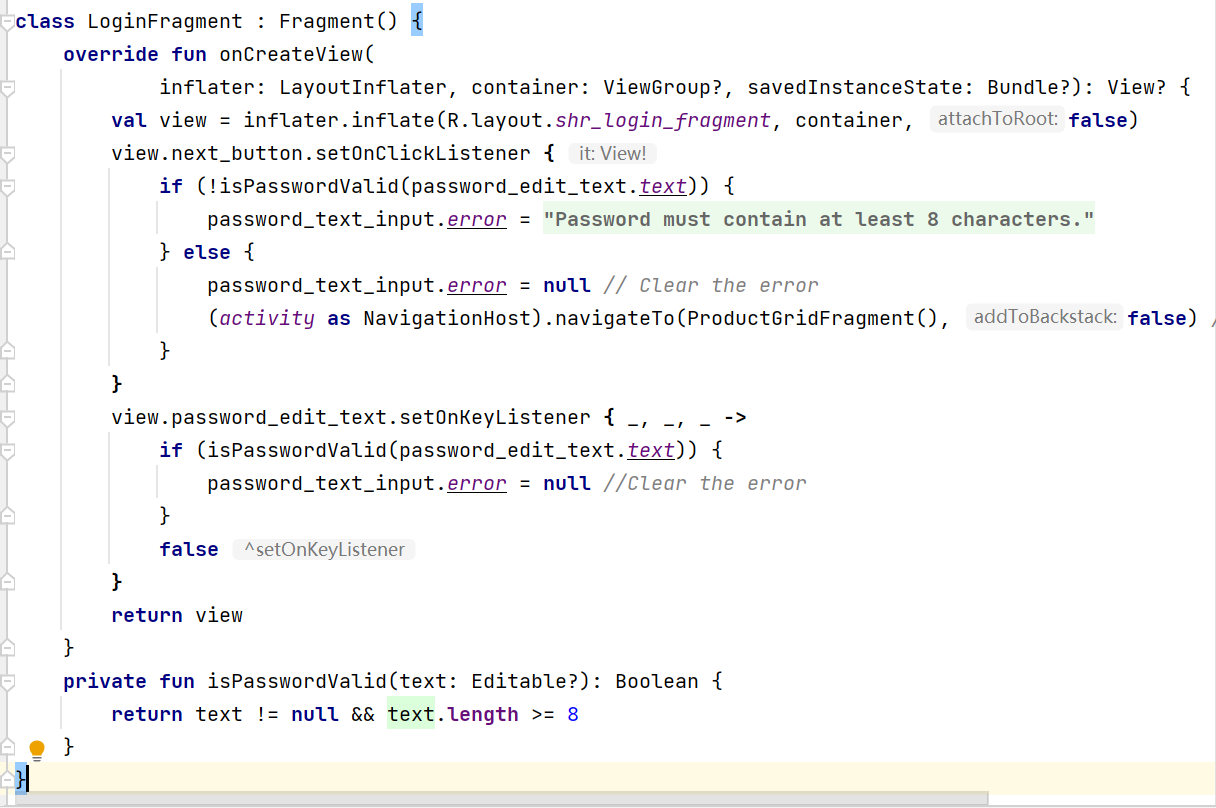 class LoginFragment : Fragment() {
override fun onCreateView(
inflater: LayoutInflater, container: ViewGroup?, savedInstanceState: Bundle?): View? {
val view = inflater.inflate(R.layout.shr_login_fragment, container, attachToRoot: false)
view.next_button.setOnClickListener { it: View!
if (!isPasswordValid(password_edit_text.text)) {
password_text_input.error = "Password must contain at least 8 characters."
} else {
password_text_input.error = null // Clear the error
(activity as NavigationHost).navigateTo(ProductGridFragment(), addToBackstack: false) /
}
}
view.password_edit_text.setOnKeyListener { _, _, _ ->
if (isPasswordValid(password_edit_text.text)) {
password_text_input.error = null //Clear the error
}
false ^setOnKeyListener
}
return view
}
private fun isPasswordValid(text: Editable?): Boolean {
return text != null && text.length >= 8
}
}